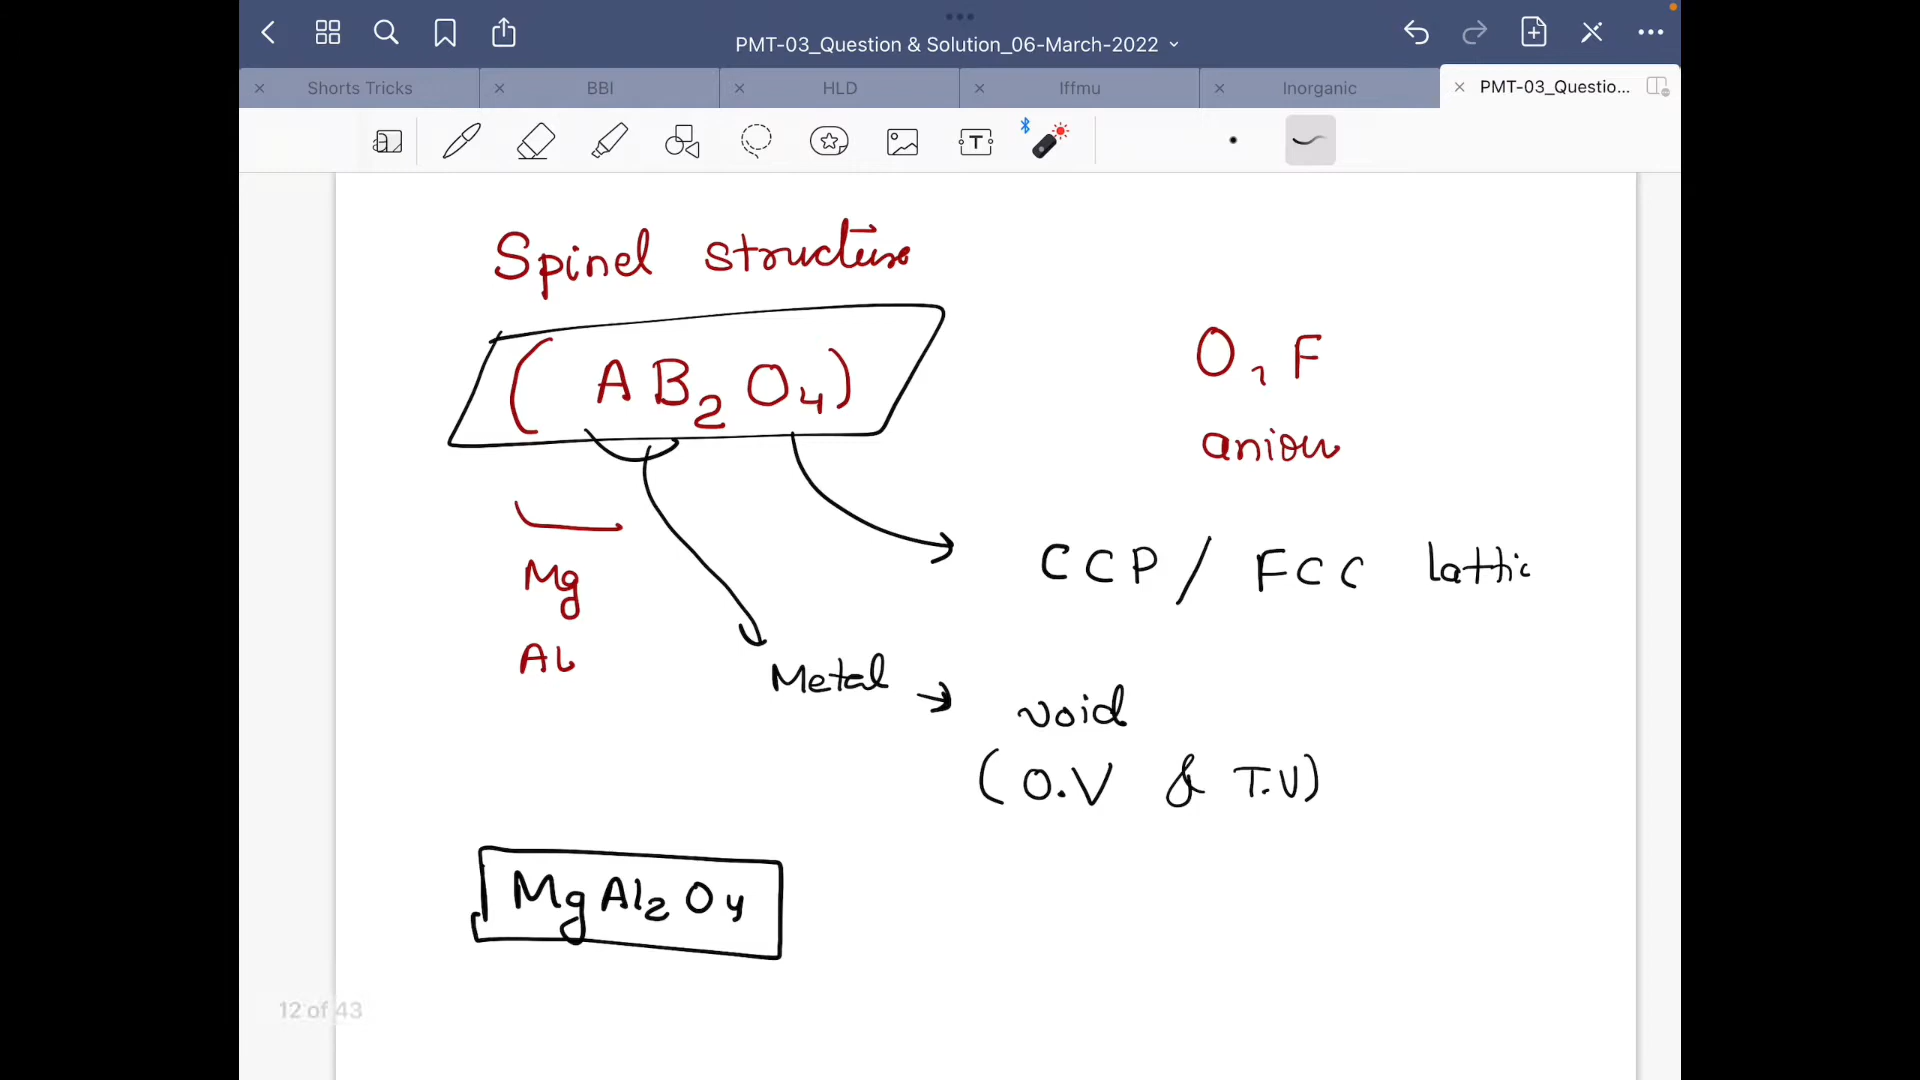 PMT-03_Question & Solution_06-March-2022
Shorts Tricks
BBI
HLD
Iffmu
Inorganic
PMT-03_Questio...
T
Spinel structure
(AB₂O₄)
O, F
anion
CCP / FCC lattic
Mg
Al
Metal → void
(O.V & T.V)
MgAl₂O₄
12 of 43